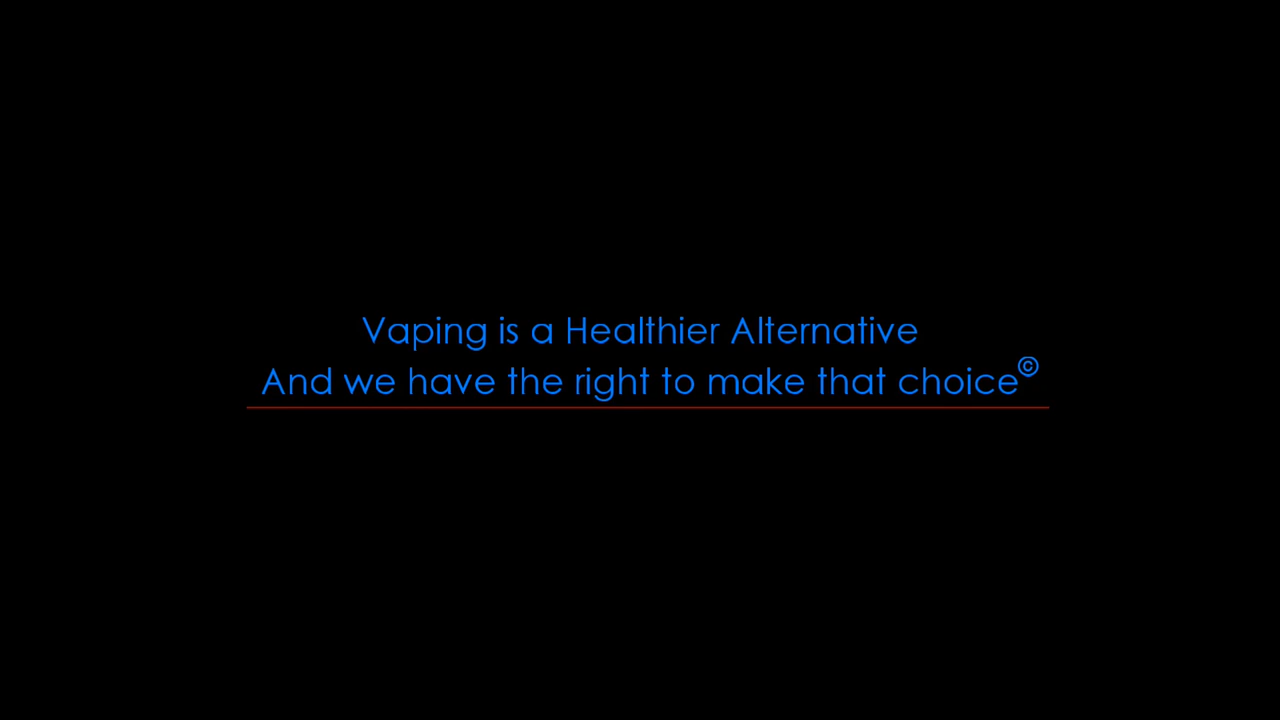 Vaping is a Healthier Alternative
And we have the right to make that choice©